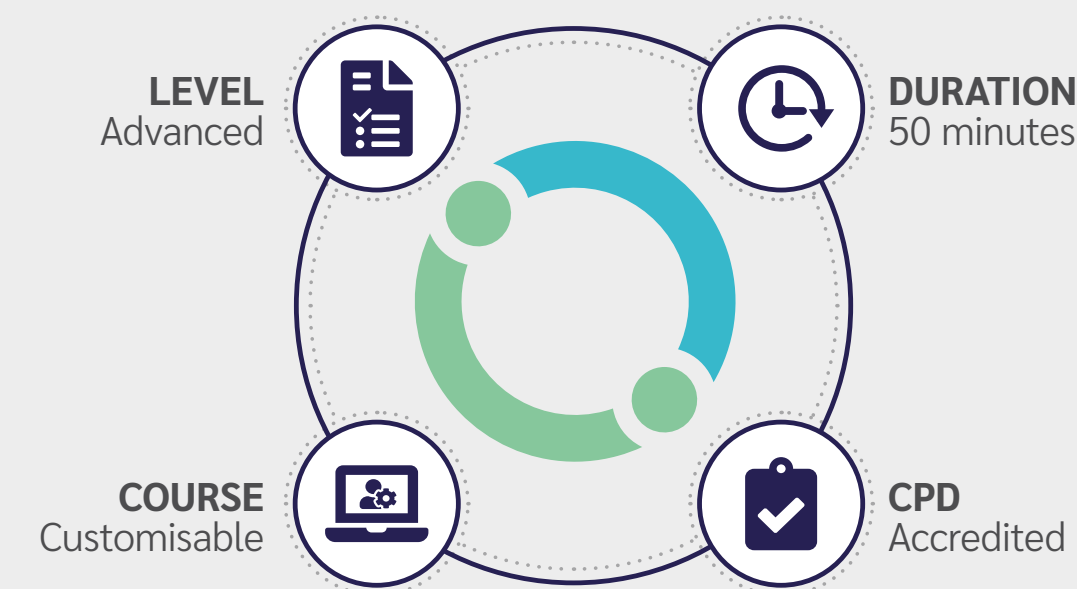 LEVEL
Advanced
DURATION
50 minutes
COURSE
Customisable
CPD
Accredited